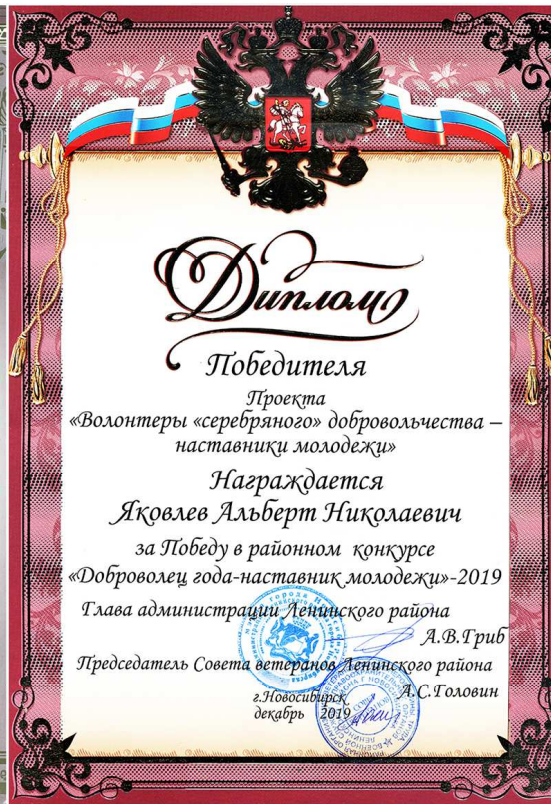 Диплом
Победителя
Проекта
«Волонтеры «серебряного» добровольчества –
наставники молодежи»
Награждается
Яковлев Альберт Николаевич
за Победу в районном конкурсе
«Доброволец года-наставник молодежи»-2019
Глава администрации Ленинского района
А.В.Гриб
Председатель Совета ветеранов Ленинского района
г.Новосибирск А.С.Головин
декабрь 2019